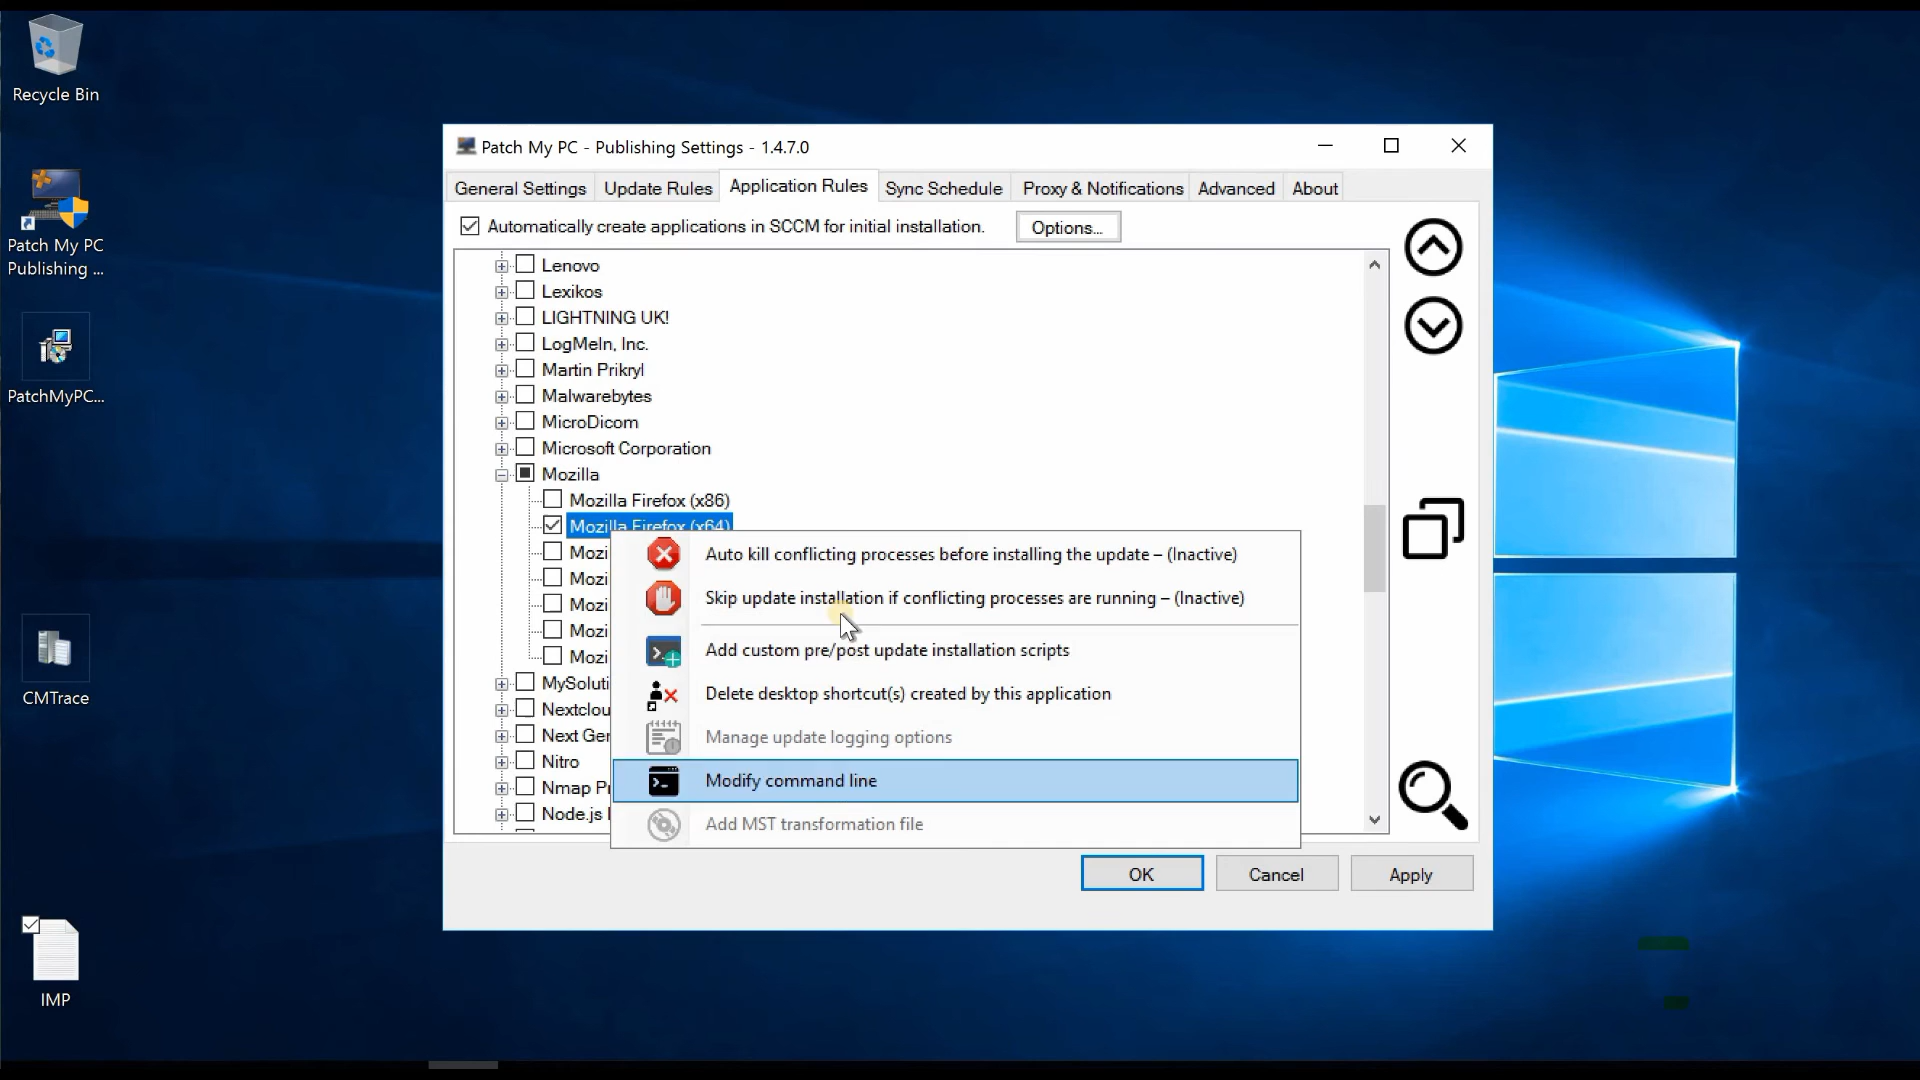 Recycle Bin
Patch My PC
Publishing ...
PatchMyPC...
CMTrace
IMP
Patch My PC - Publishing Settings - 1.4.7.0
General Settings
Update Rules
Application Rules
Sync Schedule
Proxy & Notifications
Advanced
About
Automatically create applications in SCCM for initial installation.
Options...
Lenovo
Lexikos
LIGHTNING UK!
LogMeIn, Inc.
Martin Prikryl
Malwarebytes
MicroDicom
Microsoft Corporation
Mozilla
Mozilla Firefox (x86)
Mozilla Firefox (x64)
Mozi
Mozi
Mozi
Mozi
Mozi
MySoluti
Nextclou
Next Ger
Nitro
Nmap Pr
Node.js
Auto kill conflicting processes before installing the update – (Inactive)
Skip update installation if conflicting processes are running – (Inactive)
Add custom pre/post update installation scripts
Delete desktop shortcut(s) created by this application
Manage update logging options
Modify command line
Add MST transformation file
OK
Cancel
Apply